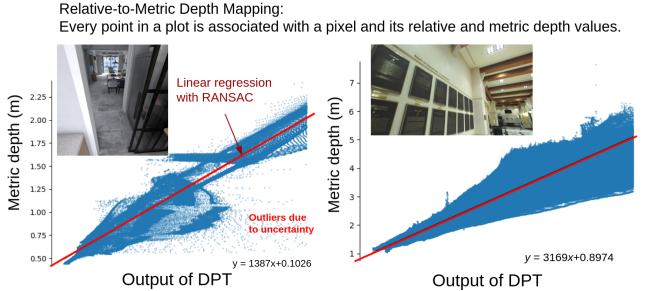 Relative-to-Metric Depth Mapping:
Every point in a plot is associated with a pixel and its relative and metric depth values.
Linear regression
with RANSAC
Metric depth (m)
2.25
2.00
1.75
1.50
1.25
1.00
0.75
0.50
Outliers due
to uncertainty
y = 1387x+0.1026
Output of DPT
Metric depth (m)
7
6
5
4
3
2
1
y = 3169x+0.8974
Output of DPT